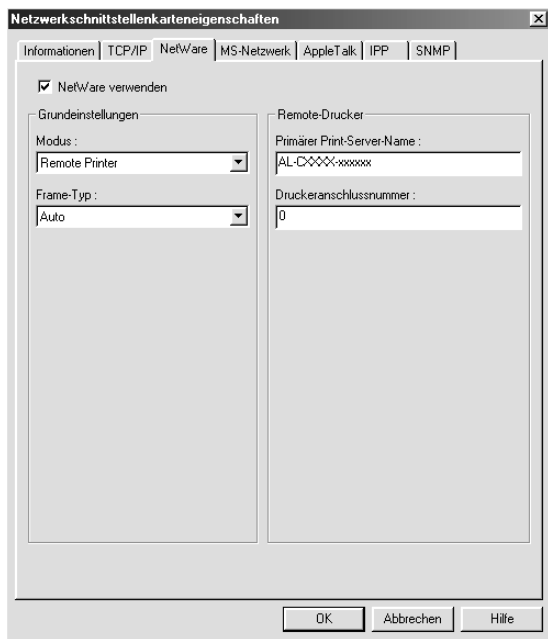 Netzwerkschnittstellenkarteneigenschaften
Informationen TCP/IP NetWare MS-Netzwerk AppleTalk IPP SNMP
NetWare verwenden
Grundeinstellungen
Modus :
Remote Printer
Frame-Typ :
Auto
Remote-Drucker
Primärer Print-Server-Name :
AL-CXXXX-xxxxxx
Druckeranschlussnummer :
0
OK Abbrechen Hilfe